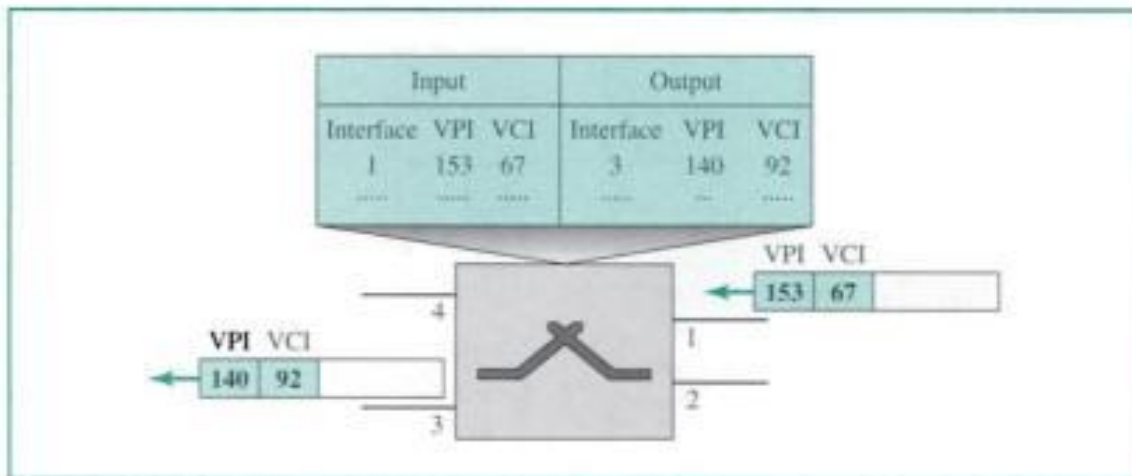 Input Output
Interface VPI VCI Interface VPI VCI
1 153 67 3 140 92
..... ..... ..... ..... ... .....
VPI VCI
153 67
4
1
VPI VCI
140 92
2
3